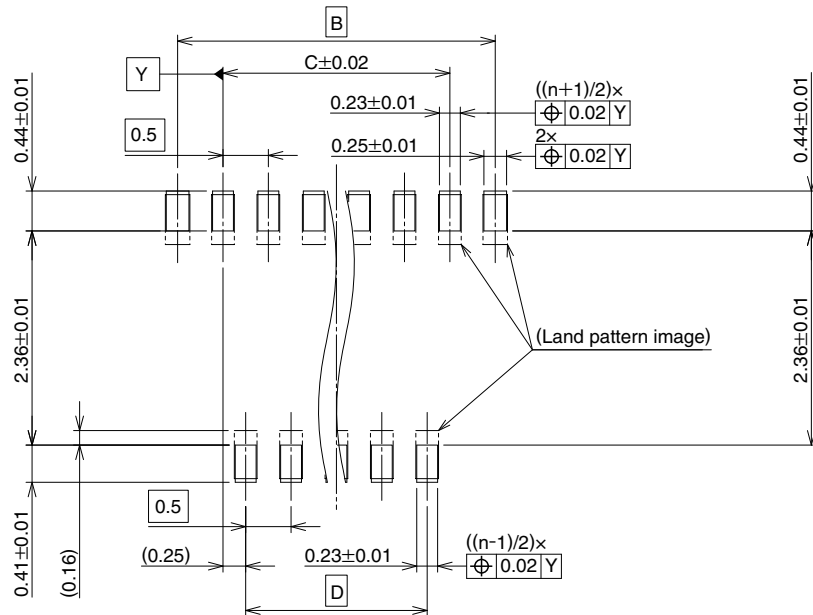 B
Y
C±0.02
((n+1)/2)×
0.23±0.01
⌖ 0.02 Y
2×
0.5
0.25±0.01
⌖ 0.02 Y
0.44±0.01
0.44±0.01
2.36±0.01
(Land pattern image)
2.36±0.01
0.41±0.01
(0.16)
0.5
(0.25)
0.23±0.01
((n-1)/2)×
⌖ 0.02 Y
D